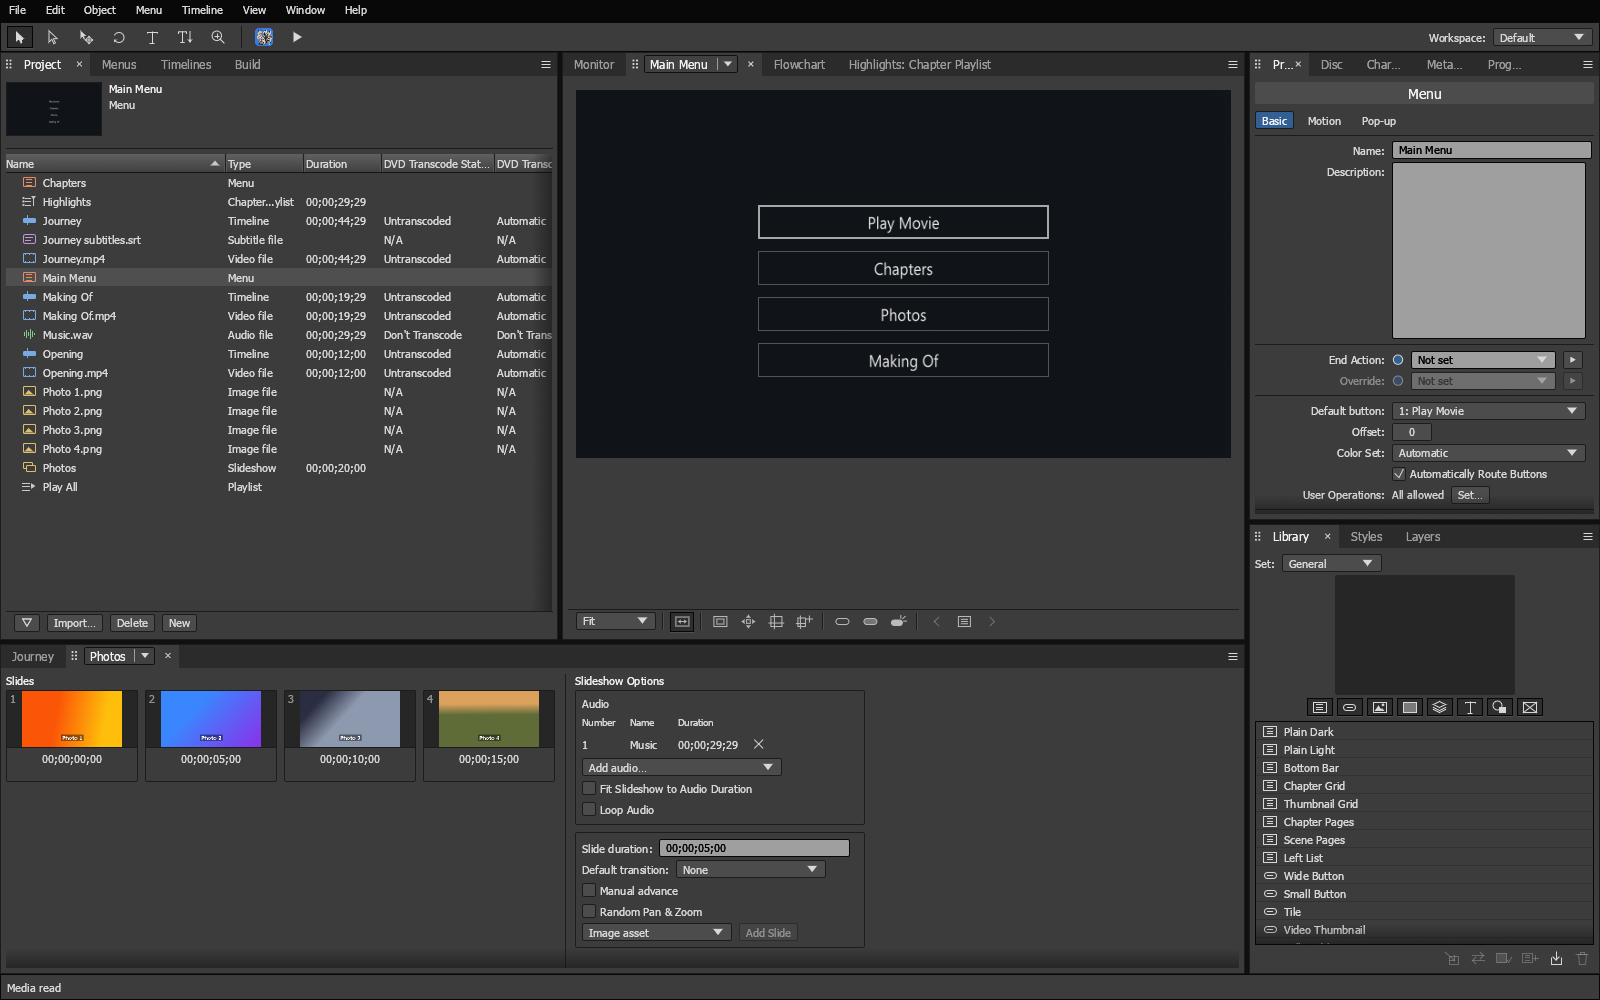 File Edit Object Menu Timeline View Window Help
Workspace: Default
Project × Menus Timelines Build
Main Menu
Menu
Name Type Duration DVD Transcode Stat... DVD Transc
Chapters Menu
Highlights Chapter...ylist 00;00;29;29
Journey Timeline 00;00;44;29 Untranscoded Automatic
Journey subtitles.srt Subtitle file N/A N/A
Journey.mp4 Video file 00;00;44;29 Untranscoded Automatic
Main Menu Menu
Making Of Timeline 00;00;19;29 Untranscoded Automatic
Making Of.mp4 Video file 00;00;19;29 Untranscoded Automatic
Music.wav Audio file 00;00;29;29 Don't Transcode Don't Trans
Opening Timeline 00;00;12;00 Untranscoded Automatic
Opening.mp4 Video file 00;00;12;00 Untranscoded Automatic
Photo 1.png Image file N/A N/A
Photo 2.png Image file N/A N/A
Photo 3.png Image file N/A N/A
Photo 4.png Image file N/A N/A
Photos Slideshow 00;00;20;00
Play All Playlist
Import... Delete New
Monitor Main Menu × Flowchart Highlights: Chapter Playlist
Play Movie
Chapters
Photos
Making Of
Fit
Pr... × Disc Char... Meta... Prog...
Menu
Basic Motion Pop-up
Name: Main Menu
Description:
End Action: Not set
Override: Not set
Default button: 1: Play Movie
Offset: 0
Color Set: Automatic
Automatically Route Buttons
User Operations: All allowed Set...
Library × Styles Layers
Set: General
Plain Dark
Plain Light
Bottom Bar
Chapter Grid
Thumbnail Grid
Chapter Pages
Scene Pages
Left List
Wide Button
Small Button
Tile
Video Thumbnail
Journey Photos ×
Slides
1 2 3 4
Photo 1 Photo 2 Photo 3 Photo 4
00;00;00;00 00;00;05;00 00;00;10;00 00;00;15;00
Slideshow Options
Audio
Number Name Duration
1 Music 00;00;29;29
Add audio...
Fit Slideshow to Audio Duration
Loop Audio
Slide duration: 00;00;05;00
Default transition: None
Manual advance
Random Pan & Zoom
Image asset Add Slide
Media read